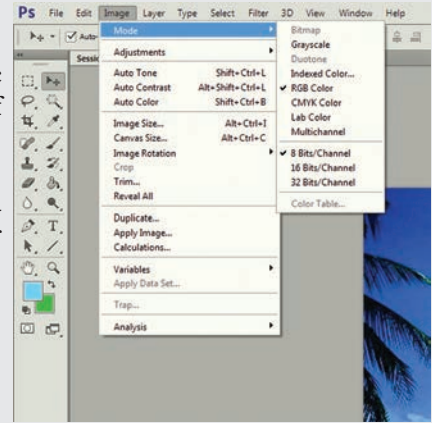 Ps File Edit Image Layer Type Select Filter 3D View Window Help
Auto-
Sessi
Mode
Adjustments
Auto Tone Shift+Ctrl+L
Auto Contrast Alt+Shift+Ctrl+L
Auto Color Shift+Ctrl+B
Image Size... Alt+Ctrl+I
Canvas Size... Alt+Ctrl+C
Image Rotation
Crop
Trim...
Reveal All
Duplicate...
Apply Image...
Calculations...
Variables
Apply Data Set...
Trap...
Analysis
Bitmap
Grayscale
Duotone
Indexed Color...
RGB Color
CMYK Color
Lab Color
Multichannel
8 Bits/Channel
16 Bits/Channel
32 Bits/Channel
Color Table...